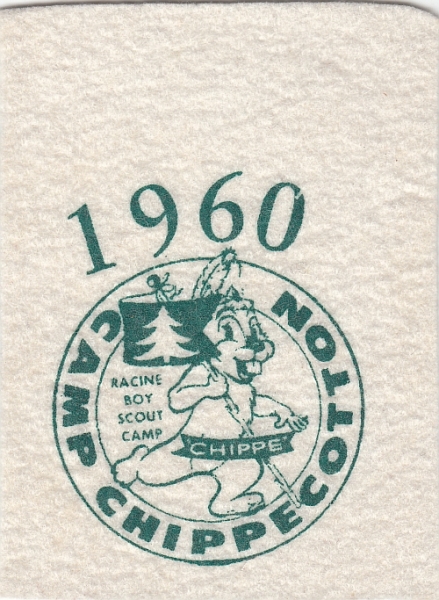 1960
CAMP CHIPPECOTTON
RACINE
BOY
SCOUT
CAMP
CHIPPE